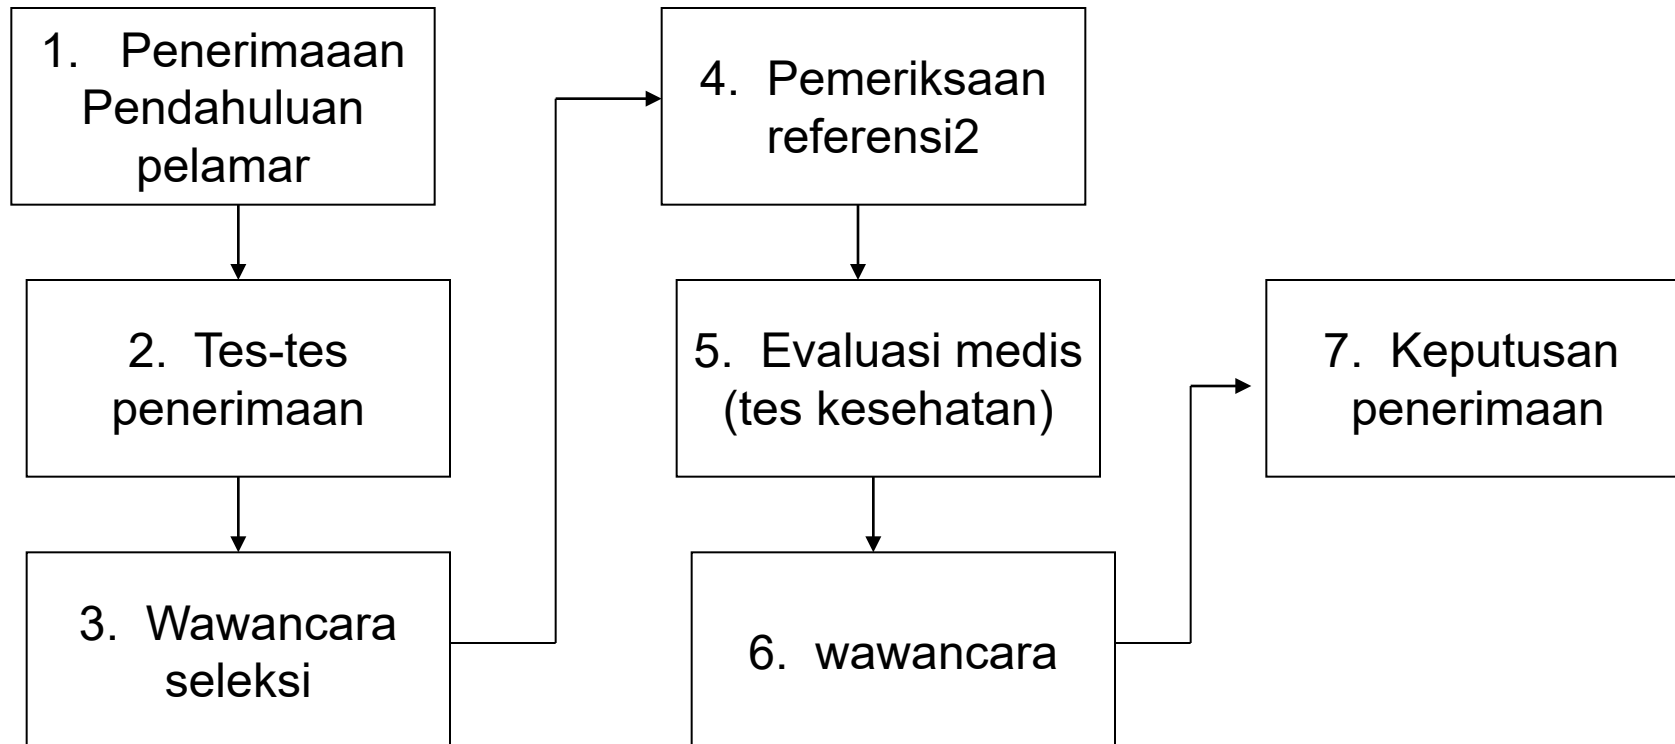 1. Penerimaaan
Pendahuluan
pelamar
2. Tes-tes
penerimaan
3. Wawancara
seleksi
4. Pemeriksaan
referensi2
5. Evaluasi medis
(tes kesehatan)
6. wawancara
7. Keputusan
penerimaan